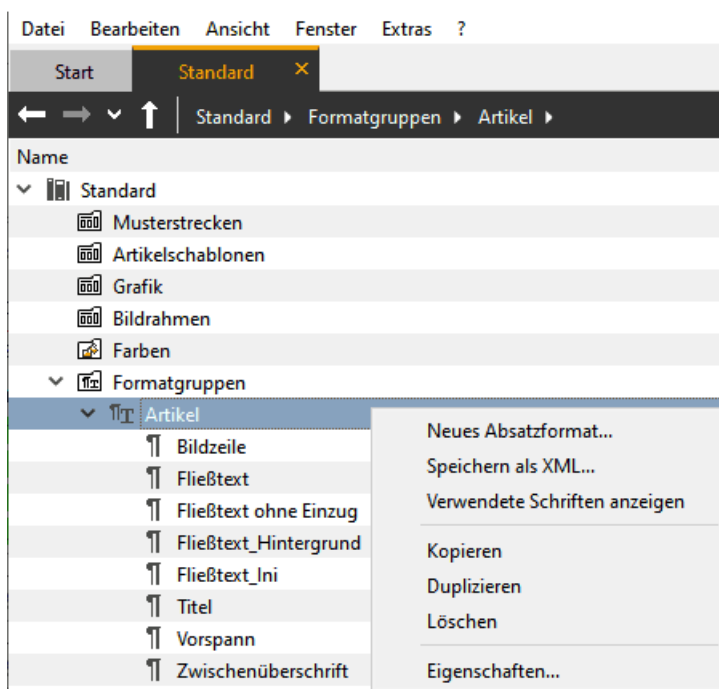 Datei Bearbeiten Ansicht Fenster Extras ?
Start Standard ×
Standard Formatgruppen Artikel
Name
Standard
Musterstrecken
Artikelschablonen
Grafik
Bildrahmen
Farben
Formatgruppen
Artikel
Bildzeile
Fließtext
Fließtext ohne Einzug
Fließtext_Hintergrund
Fließtext_Ini
Titel
Vorspann
Zwischenüberschrift
Neues Absatzformat...
Speichern als XML...
Verwendete Schriften anzeigen
Kopieren
Duplizieren
Löschen
Eigenschaften...